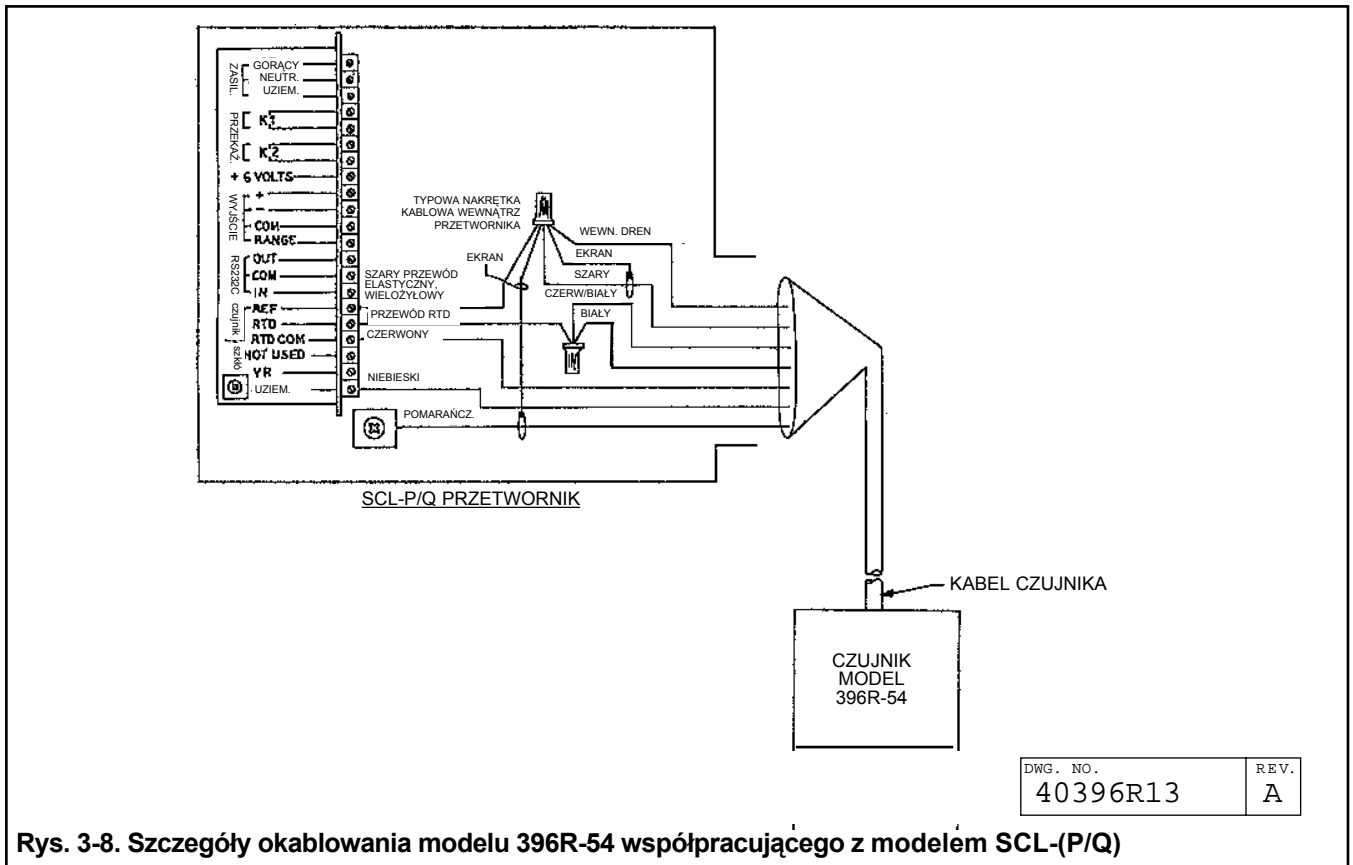 ZASIL.
GORĄCY
NEUTR.
UZIEM.
PRZEKAŹ.
K1
K2
+ 6 VOLTS
WYJŚCIE
+
−
COM
RANGE
RS232C
OUT
COM
IN
czujnik
REF
RTD
RTD COM
szkło
NOT USED
VR
UZIEM.
TYPOWA NAKRĘTKA
KABLOWA WEWNĄTRZ
PRZETWORNIKA
WEWN. DREN
EKRAN
EKRAN
SZARY
CZERW/BIAŁY
SZARY PRZEWÓD
ELASTYCZNY,
WIELOŻYŁOWY
PRZEWÓD RTD
BIAŁY
CZERWONY
NIEBIESKI
POMARAŃCZ.
SCL-P/Q PRZETWORNIK
KABEL CZUJNIKA
CZUJNIK
MODEL
396R-54
DWG. NO.
40396R13
REV.
A
Rys. 3-8. Szczegóły okablowania modelu 396R-54 współpracującego z modelem SCL-(P/Q)